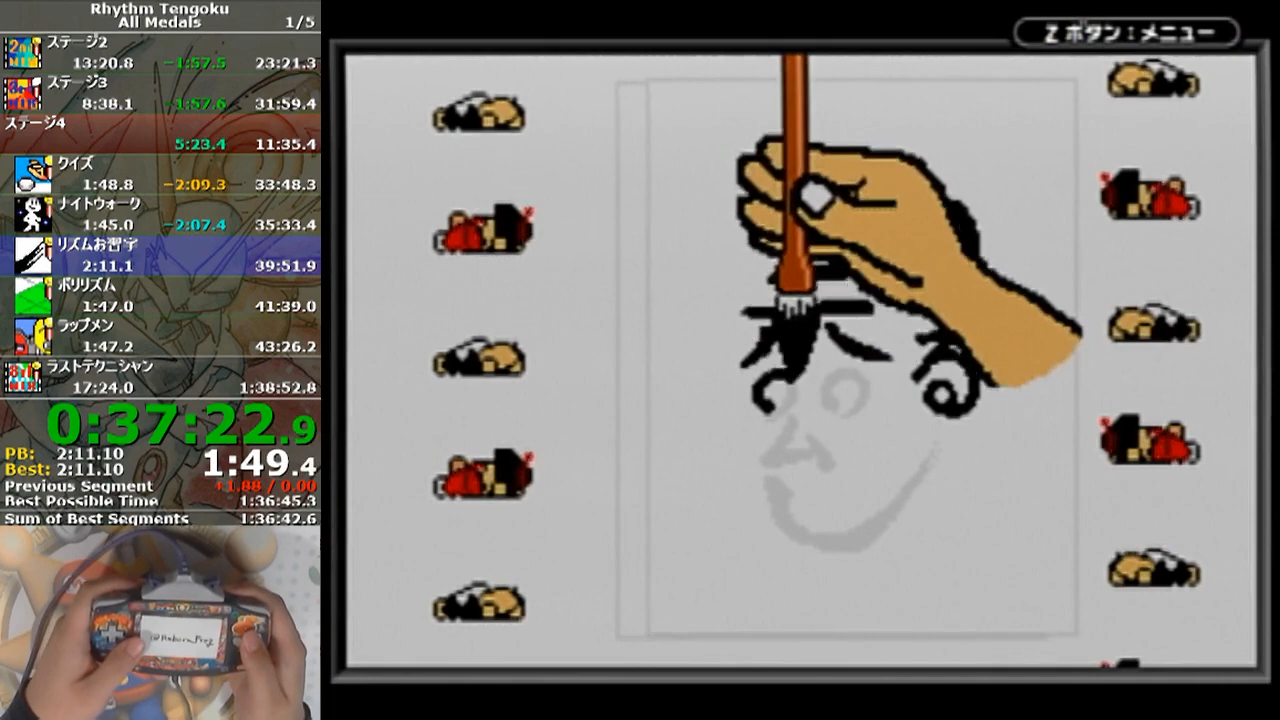 Rhythm Tengoku
All Medals 1/5
ステージ2
13:20.8 -1:57.5 23:21.3
ステージ3
8:38.1 -1:57.6 31:59.4
ステージ4
5:23.4 11:35.4
クイズ
1:48.8 -2:09.3 33:48.3
ナイトウォーク
1:45.0 -2:07.4 35:33.4
リズムお習字
2:11.1 39:51.9
ポリリズム
1:47.0 41:39.0
ラップメン
1:47.2 43:26.2
ラストテクニシャン
17:24.0 1:38:52.8
0:37:22.9
PB: 2:11.10
Best: 2:11.10
1:49.4
Previous Segment +1.88 / 0.00
Best Possible Time 1:36:45.3
Sum of Best Segments 1:36:42.6
Z ボタン:メニュー